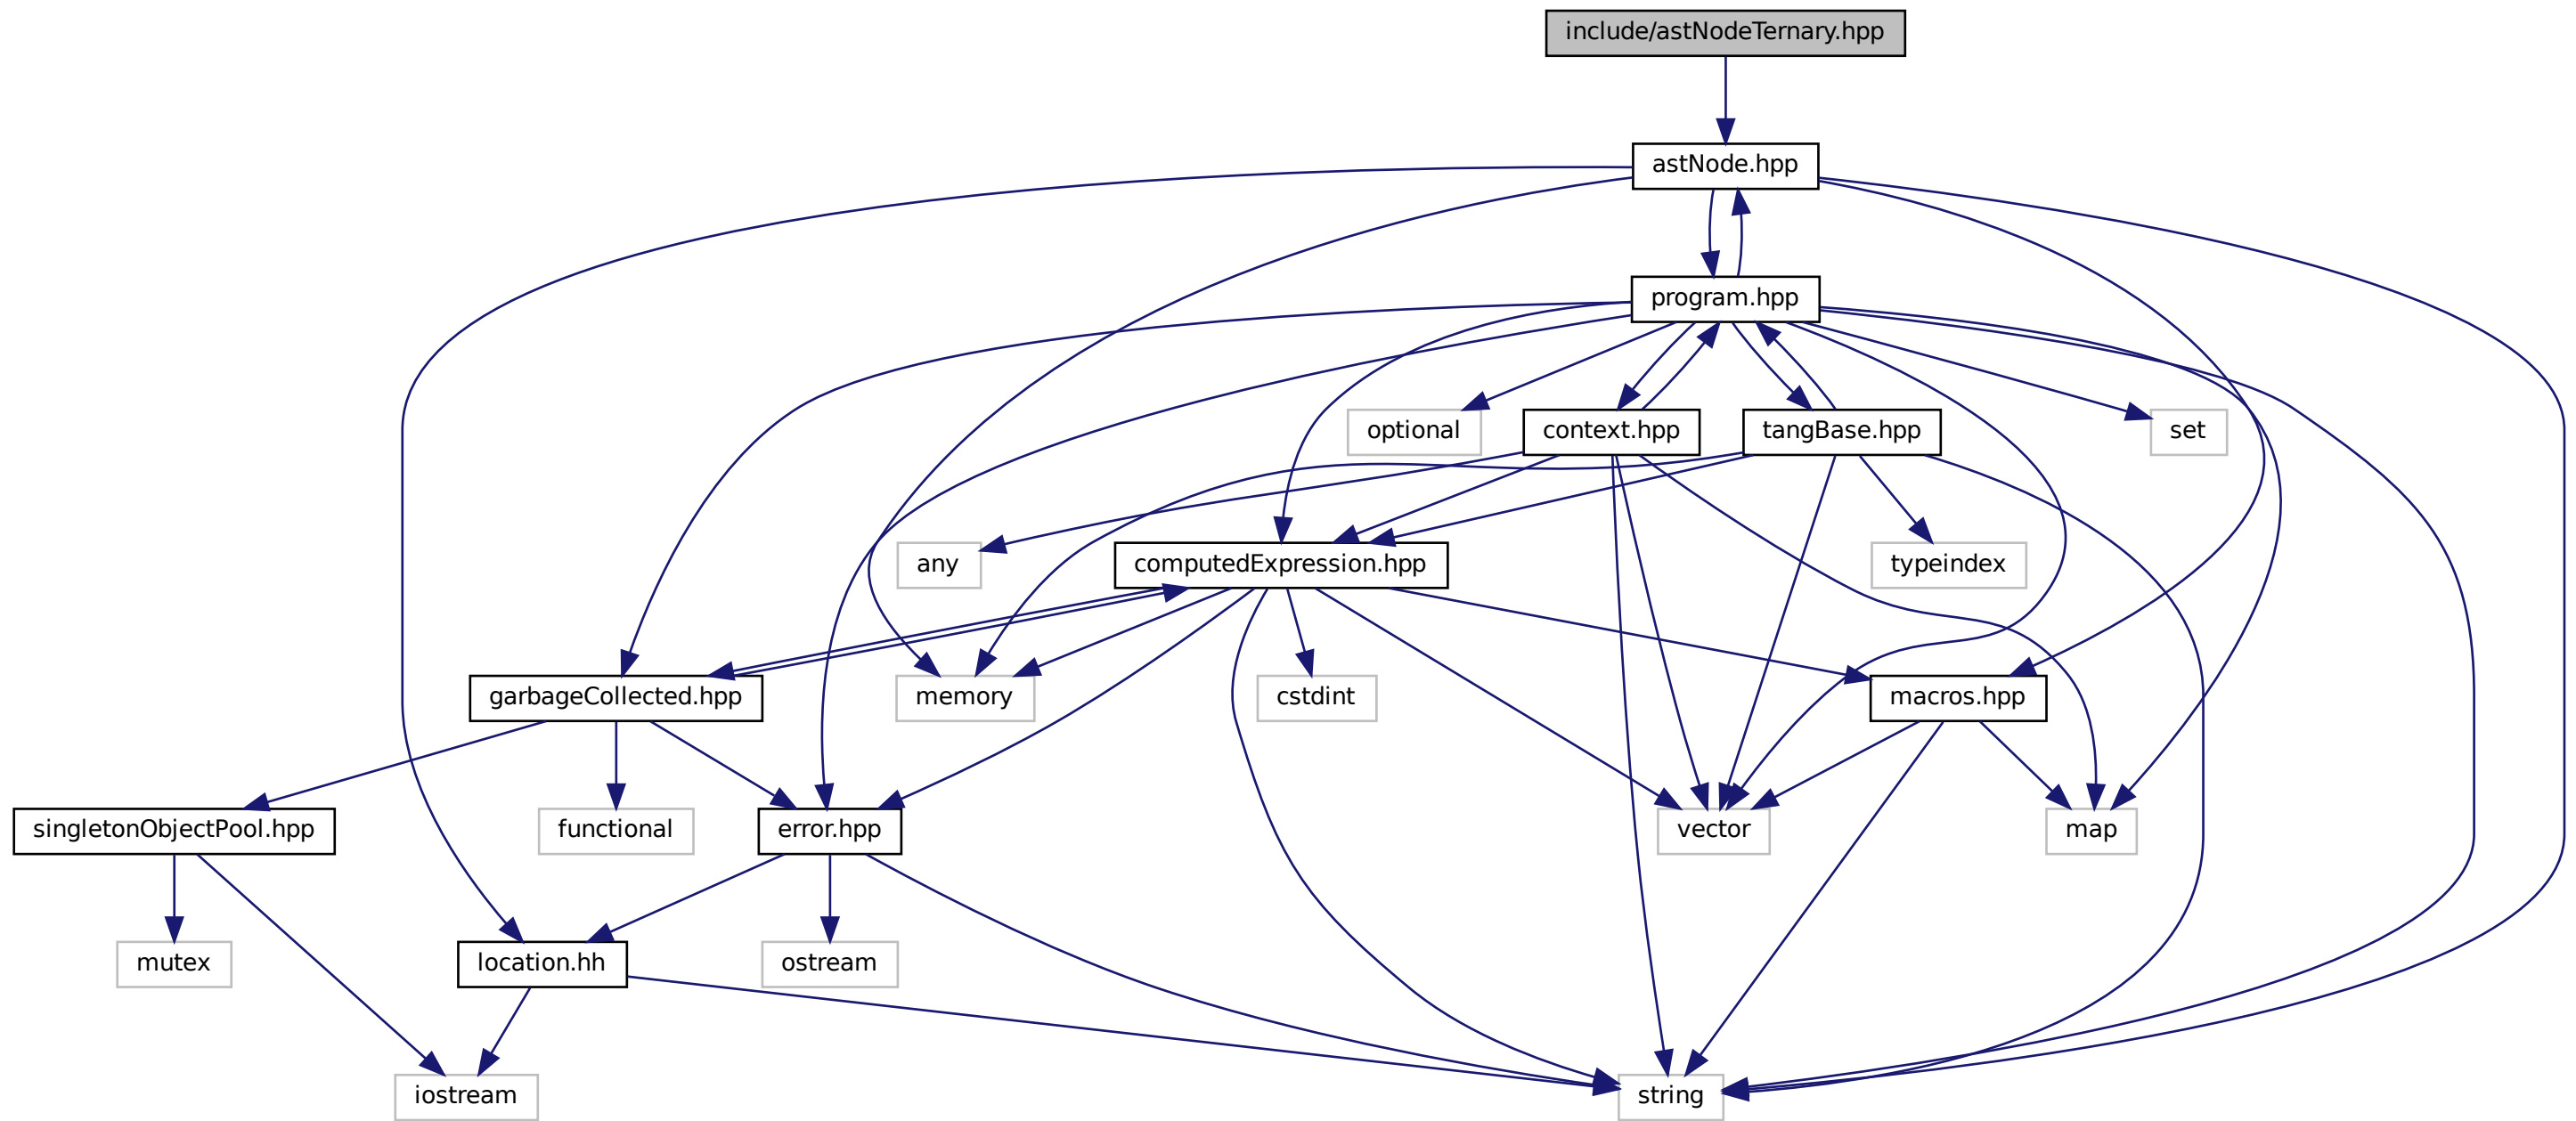 include/astNodeTernary.hpp
astNode.hpp
program.hpp
optional
context.hpp
tangBase.hpp
set
any
computedExpression.hpp
typeindex
garbageCollected.hpp
memory
cstdint
macros.hpp
singletonObjectPool.hpp
functional
error.hpp
vector
map
mutex
location.hh
ostream
iostream
string